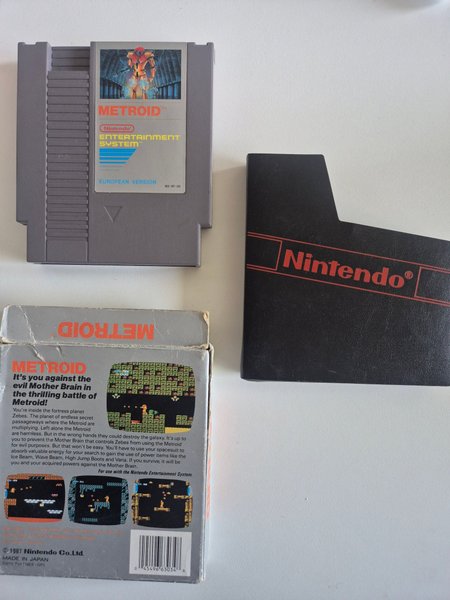 METROID
Nintendo®
ENTERTAINMENT
SYSTEM
EUROPEAN VERSION
Nintendo®
METROID
METROID
It's you against the
evil Mother Brain in
the thrilling battle of
Metroid!
You're inside the fortress planet
Zebes. The planet of endless secret
passageways where the Metroid are
multiplying. Left alone the Metroid
are harmless. But in the wrong hands they could destroy the galaxy. It's up to
you to prevent the Mother Brain that controls Zebes from using the Metroid
for evil purposes. But that won't be easy. You'll have to use your spacesuit to
absorb valuable energy for your search to gain the use of power items like the
Ice Beam, Wave Beam, High Jump Boots and Varia. If you survive, it will be
you and your acquired powers against the Mother Brain.
For use with the Nintendo Entertainment System
© 1987 Nintendo Co.,Ltd.
MADE IN JAPAN